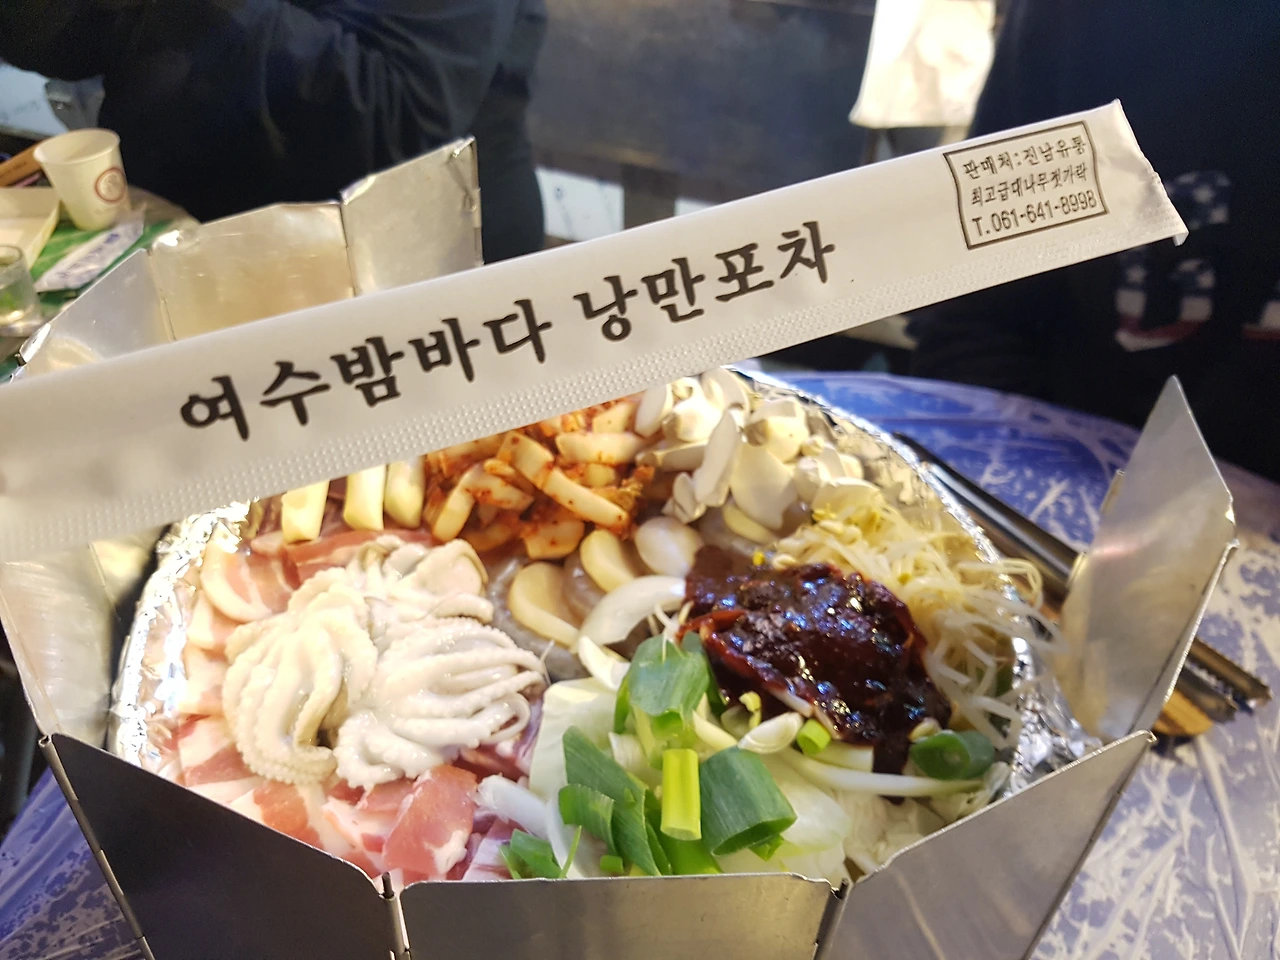 여수밤바다 낭만포차
판매처:진남유통
최고급대나무젓가락
T.061-641-8998